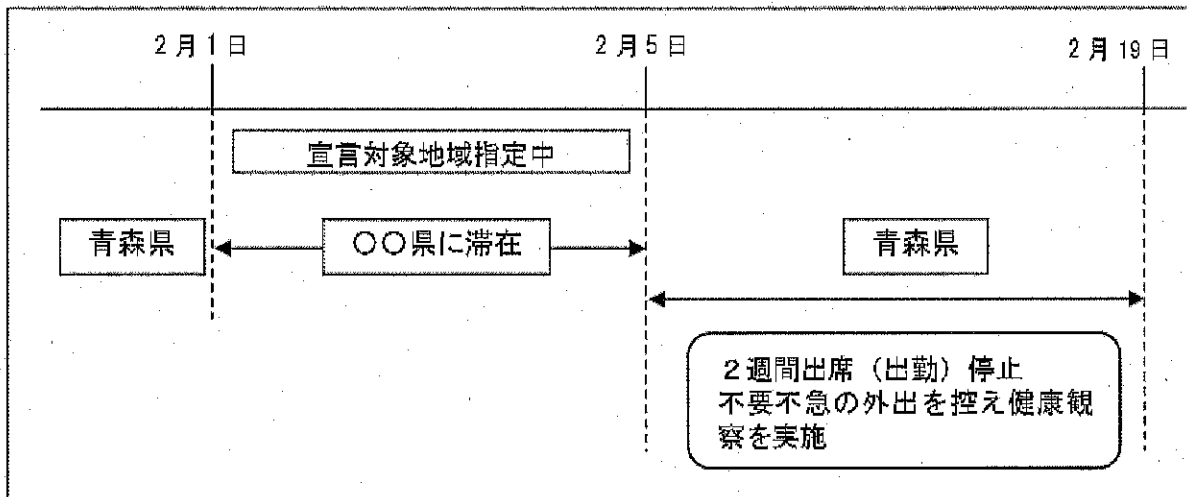 2月1日
2月5日
2月19日
宣言対象地域指定中
青森県
〇〇県に滞在
青森県
2週間出席（出勤）停止
不要不急の外出を控え健康観
察を実施